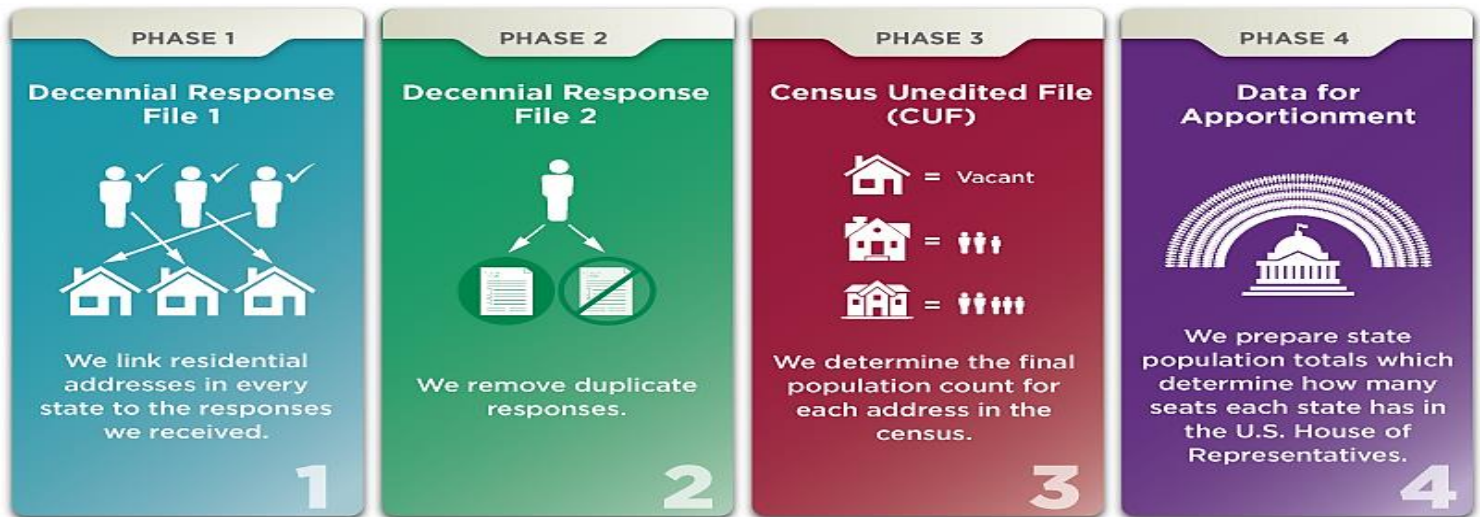 PHASE 1
Decennial Response
File 1
We link residential
addresses in every
state to the responses
we received.
1
PHASE 2
Decennial Response
File 2
We remove duplicate
responses.
2
PHASE 3
Census Unedited File
(CUF)
= Vacant
=
=
We determine the final
population count for
each address in the
census.
3
PHASE 4
Data for
Apportionment
We prepare state
population totals which
determine how many
seats each state has in
the U.S. House of
Representatives.
4